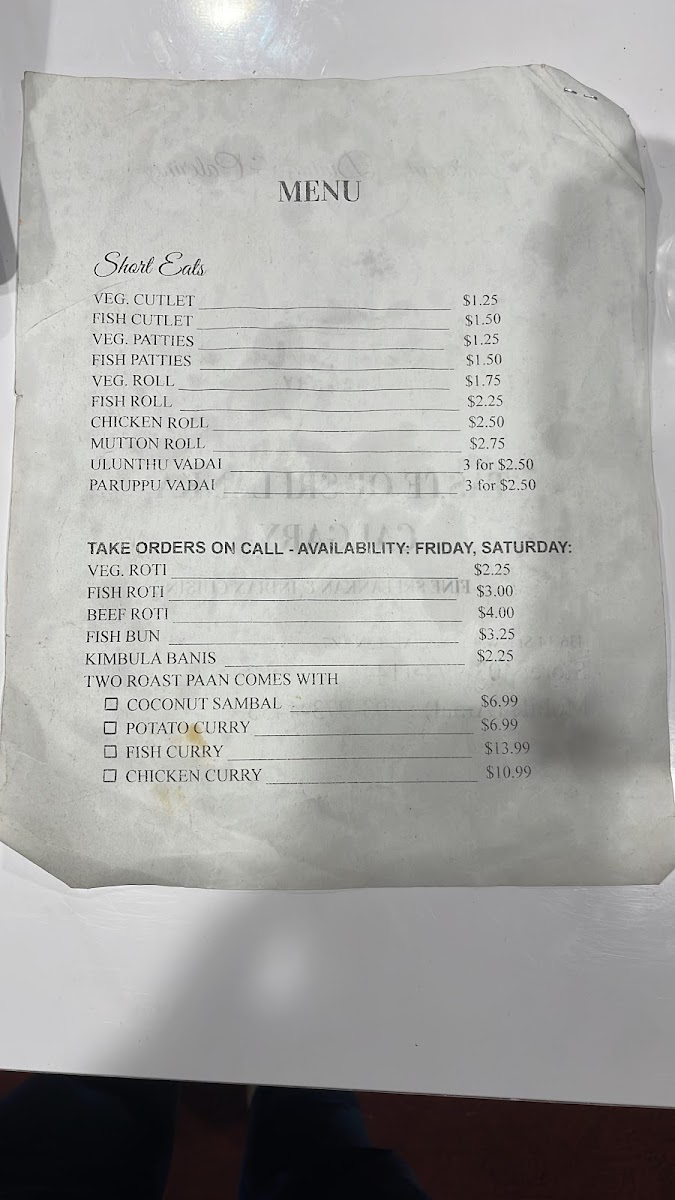 MENU
Short Eats
VEG. CUTLET $1.25
FISH CUTLET $1.50
VEG. PATTIES $1.25
FISH PATTIES $1.50
VEG. ROLL $1.75
FISH ROLL $2.25
CHICKEN ROLL $2.50
MUTTON ROLL $2.75
ULUNTHU VADAI 3 for $2.50
PARUPPU VADAI 3 for $2.50
TAKE ORDERS ON CALL - AVAILABILITY: FRIDAY, SATURDAY:
VEG. ROTI $2.25
FISH ROTI $3.00
BEEF ROTI $4.00
FISH BUN $3.25
KIMBULA BANIS $2.25
TWO ROAST PAAN COMES WITH
COCONUT SAMBAL $6.99
POTATO CURRY $6.99
FISH CURRY $13.99
CHICKEN CURRY $10.99